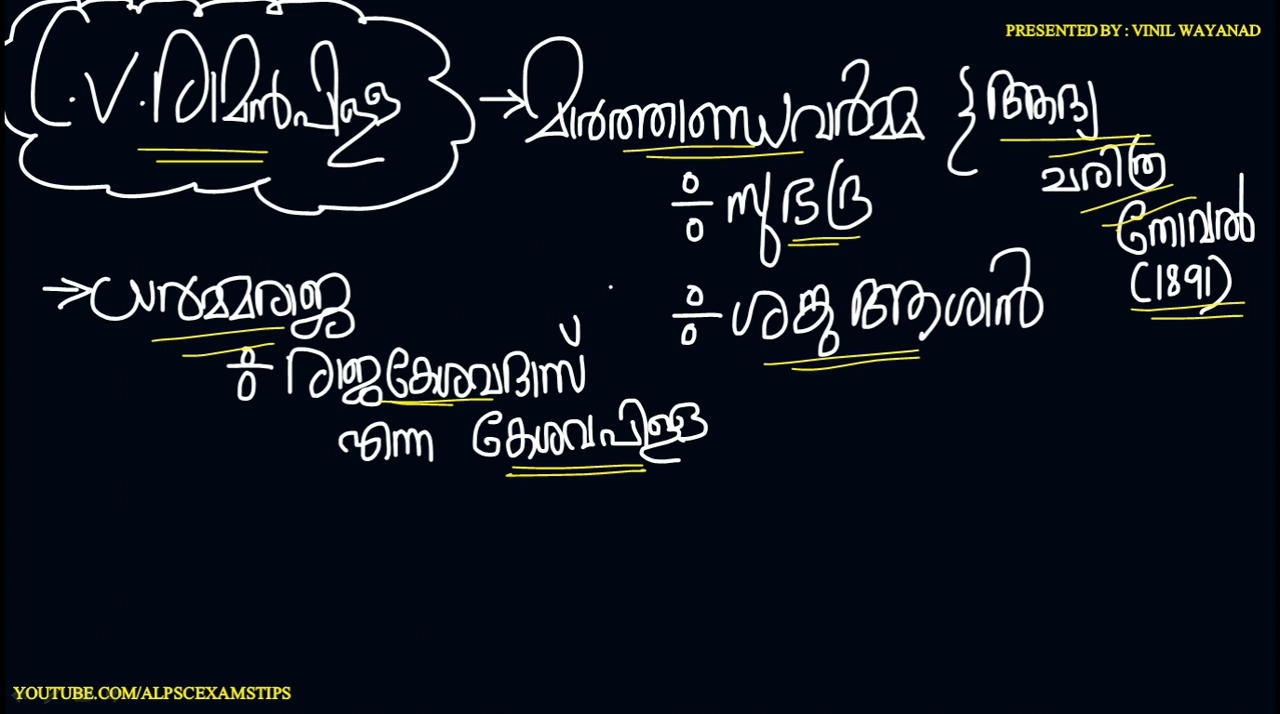 PRESENTED BY : VINIL WAYANAD
C.V.രാമൻപിള്ള → മാർത്താണ്ഡവർമ്മ } ആദ്യ
ചരിത്ര
നോവൽ
(1891)
÷ സുഭദ്ര
÷ ശങ്കു ആശാൻ
→ ധർമ്മരാജ
÷ രാജകേശവദാസ്
എന്ന കേശവപിള്ള
YOUTUBE.COM/ALPSCEXAMSTIPS